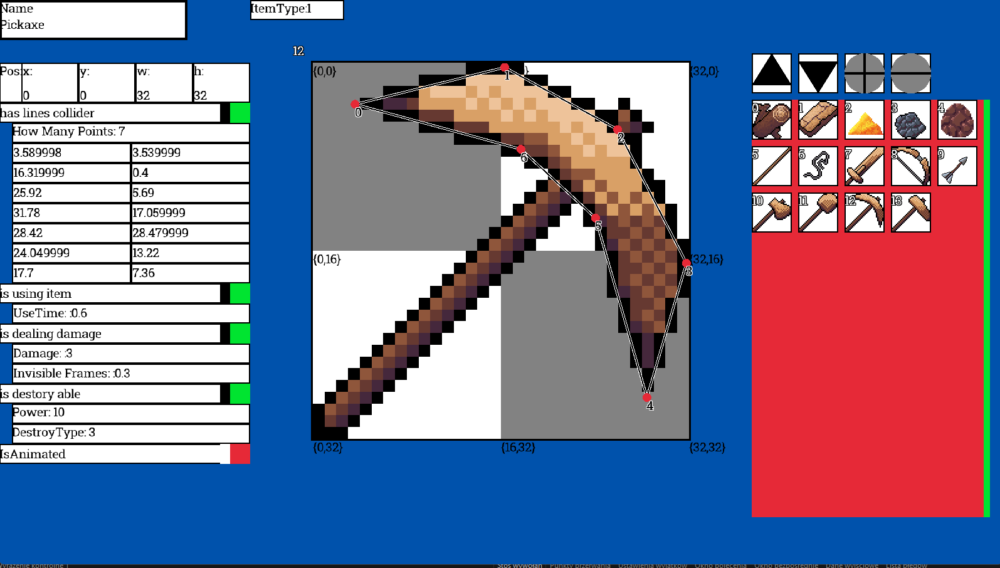 Name
Pickaxe
ItemType:1
12
Pos: x: y: w: h:
0 0 32 32
has lines collider
How Many Points: 7
3.589998 3.539999
16.319999 0.4
25.92 5.69
31.78 17.059999
28.42 28.479999
24.049999 13.22
17.7 7.36
is using item
UseTime: :0.6
is dealing damage
Damage: :3
Invisible Frames: :0.3
is destory able
Power: 10
DestroyType: 3
IsAnimated
{0,0} {32,0}
{0,16} {32,16}
{0,32} {16,32} {32,32}
0
1
2
3
4
5
6
0 1 2 3 4
5 6 7 8 9
10 11 12 13
Wyrażenie kontrolne 1 Stos wywołań Punkty przerwania Ustawienia wyjątków Okno polecenia Okno bezpośrednie Dane wyjściowe Lista błędów